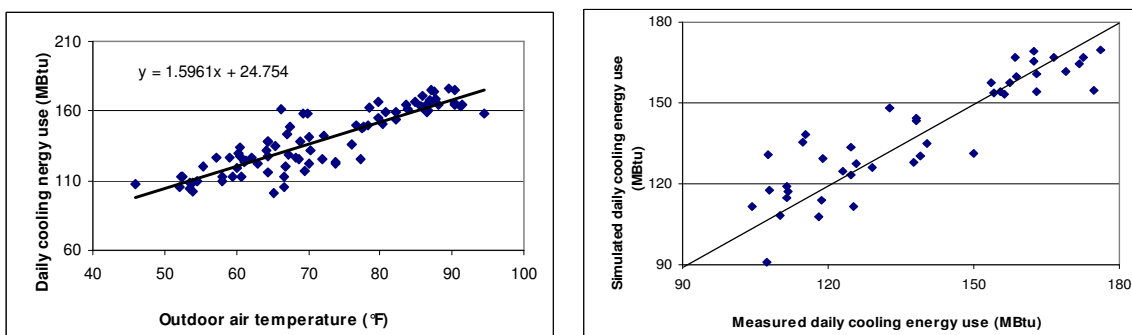 210
160
110
60
y = 1.5961x + 24.754
40 50 60 70 80 90 100
Daily cooling energy use (MBtu)
Outdoor air temperature (°F)
180
150
120
90
90 120 150 180
Simulated daily cooling energy use
(MBtu)
Measured daily cooling energy use (MBtu)